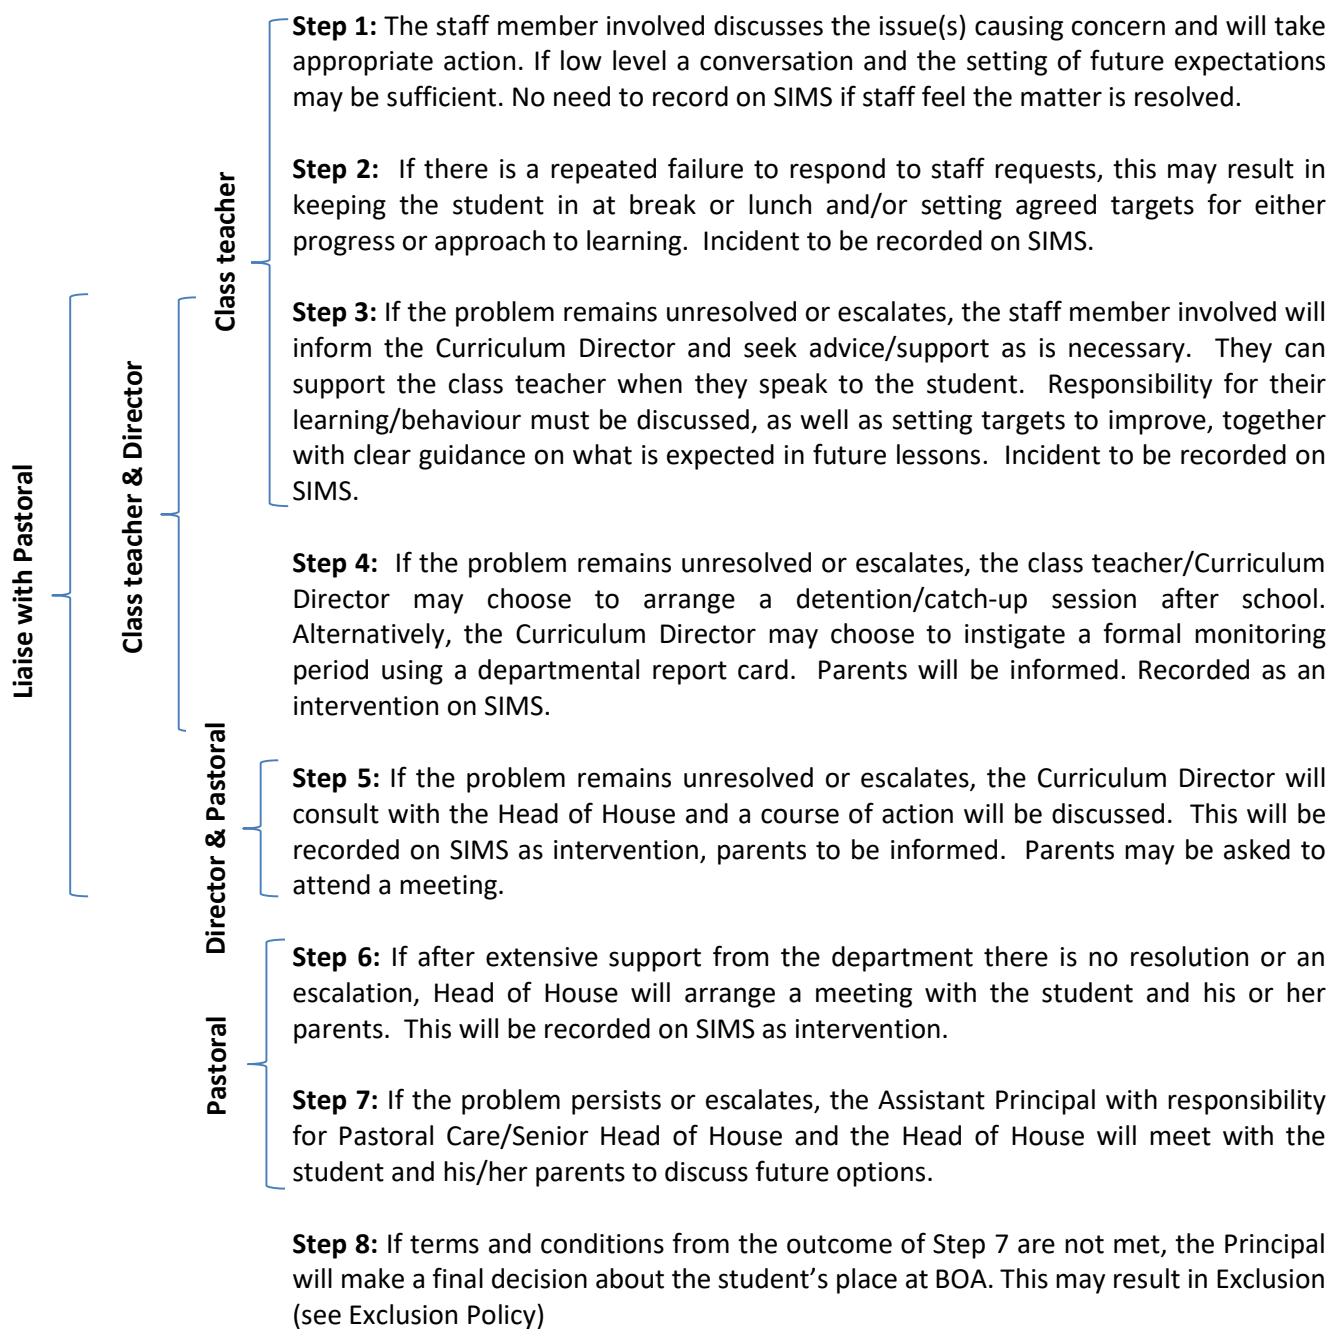 Step 1: The staff member involved discusses the issue(s) causing concern and will take
appropriate action. If low level a conversation and the setting of future expectations
may be sufficient. No need to record on SIMS if staff feel the matter is resolved.
Step 2: If there is a repeated failure to respond to staff requests, this may result in
keeping the student in at break or lunch and/or setting agreed targets for either
progress or approach to learning. Incident to be recorded on SIMS.
Class teacher
Step 3: If the problem remains unresolved or escalates, the staff member involved will
inform the Curriculum Director and seek advice/support as is necessary. They can
support the class teacher when they speak to the student. Responsibility for their
learning/behaviour must be discussed, as well as setting targets to improve, together
with clear guidance on what is expected in future lessons. Incident to be recorded on
SIMS.
Class teacher & Director
Liaise with Pastoral
Step 4: If the problem remains unresolved or escalates, the class teacher/Curriculum
Director may choose to arrange a detention/catch-up session after school.
Alternatively, the Curriculum Director may choose to instigate a formal monitoring
period using a departmental report card. Parents will be informed. Recorded as an
intervention on SIMS.
Director & Pastoral
Step 5: If the problem remains unresolved or escalates, the Curriculum Director will
consult with the Head of House and a course of action will be discussed. This will be
recorded on SIMS as intervention, parents to be informed. Parents may be asked to
attend a meeting.
Step 6: If after extensive support from the department there is no resolution or an
escalation, Head of House will arrange a meeting with the student and his or her
parents. This will be recorded on SIMS as intervention.
Pastoral
Step 7: If the problem persists or escalates, the Assistant Principal with responsibility
for Pastoral Care/Senior Head of House and the Head of House will meet with the
student and his/her parents to discuss future options.
Step 8: If terms and conditions from the outcome of Step 7 are not met, the Principal
will make a final decision about the student’s place at BOA. This may result in Exclusion
(see Exclusion Policy)